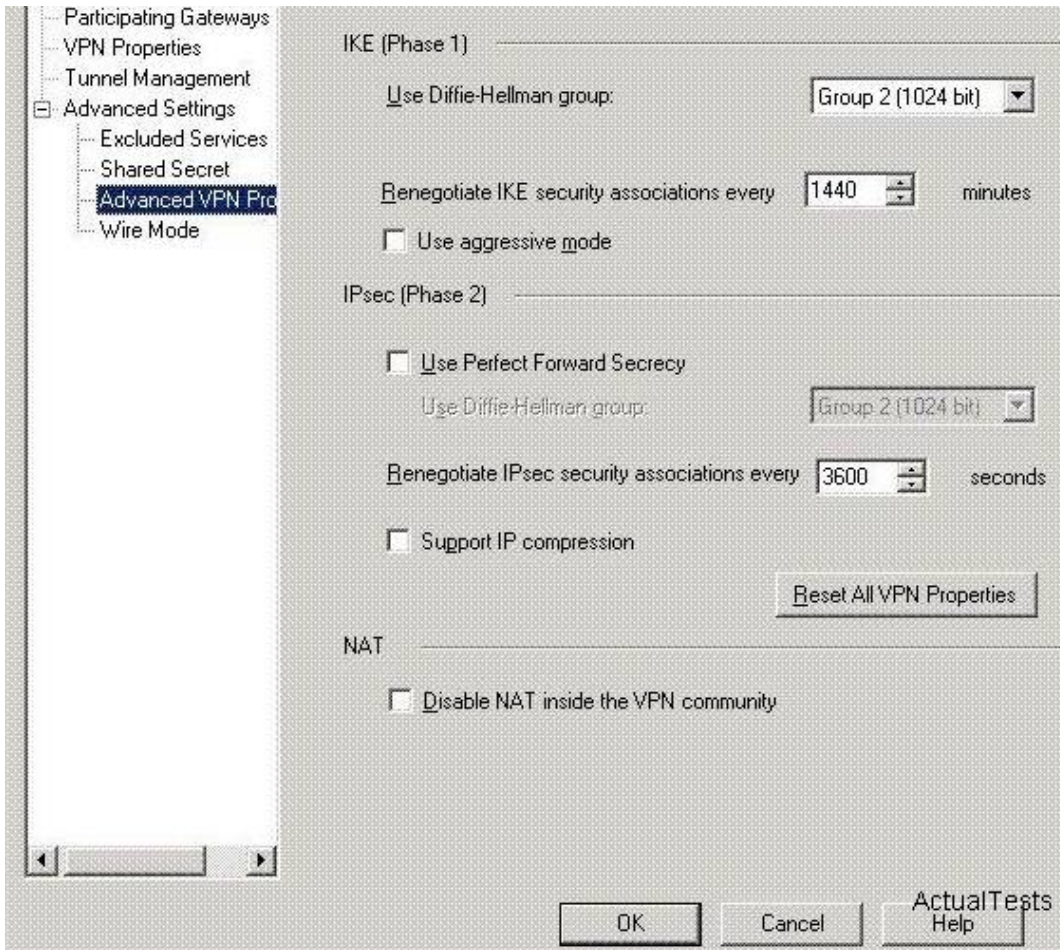 Participating Gateways
VPN Properties
Tunnel Management
Advanced Settings
Excluded Services
Shared Secret
Advanced VPN Pro
Wire Mode
IKE (Phase 1)
Use Diffie-Hellman group: Group 2 (1024 bit)
Renegotiate IKE security associations every 1440 minutes
Use aggressive mode
IPsec (Phase 2)
Use Perfect Forward Secrecy
Use Diffie-Hellman group: Group 2 (1024 bit)
Renegotiate IPsec security associations every 3600 seconds
Support IP compression
Reset All VPN Properties
NAT
Disable NAT inside the VPN community
ActualTests
OK Cancel Help